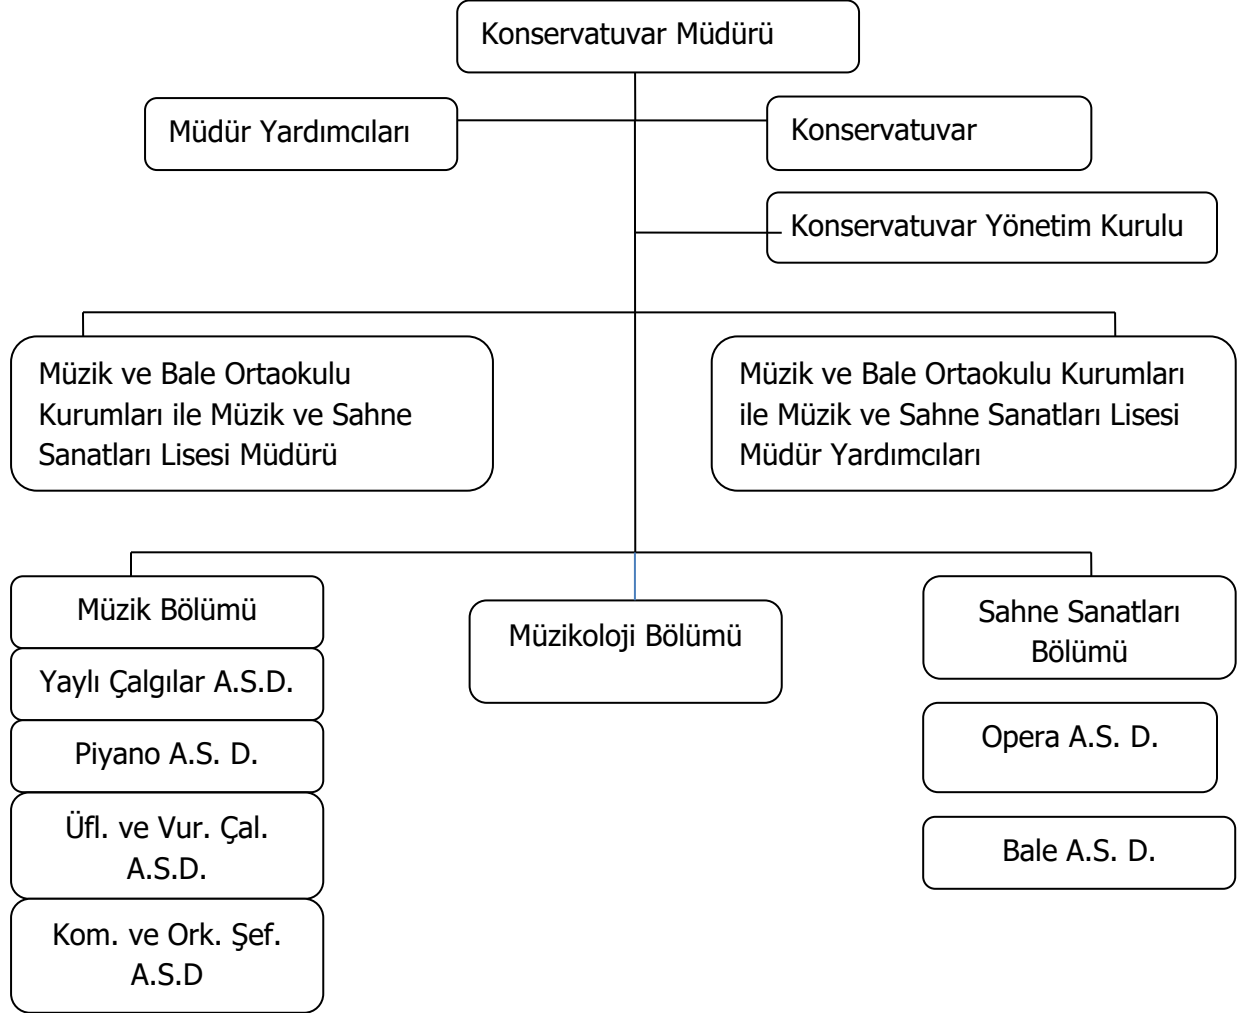 Konservatuvar Müdürü
Müdür Yardımcıları
Konservatuvar
Konservatuvar Yönetim Kurulu
Müzik ve Bale Ortaokulu
Kurumları ile Müzik ve Sahne
Sanatları Lisesi Müdürü
Müzik ve Bale Ortaokulu Kurumları
ile Müzik ve Sahne Sanatları Lisesi
Müdür Yardımcıları
Müzik Bölümü
Yaylı Çalgılar A.S.D.
Piyano A.S. D.
Üfl. ve Vur. Çal.
A.S.D.
Kom. ve Ork. Şef.
A.S.D
Müzikoloji Bölümü
Sahne Sanatları
Bölümü
Opera A.S. D.
Bale A.S. D.